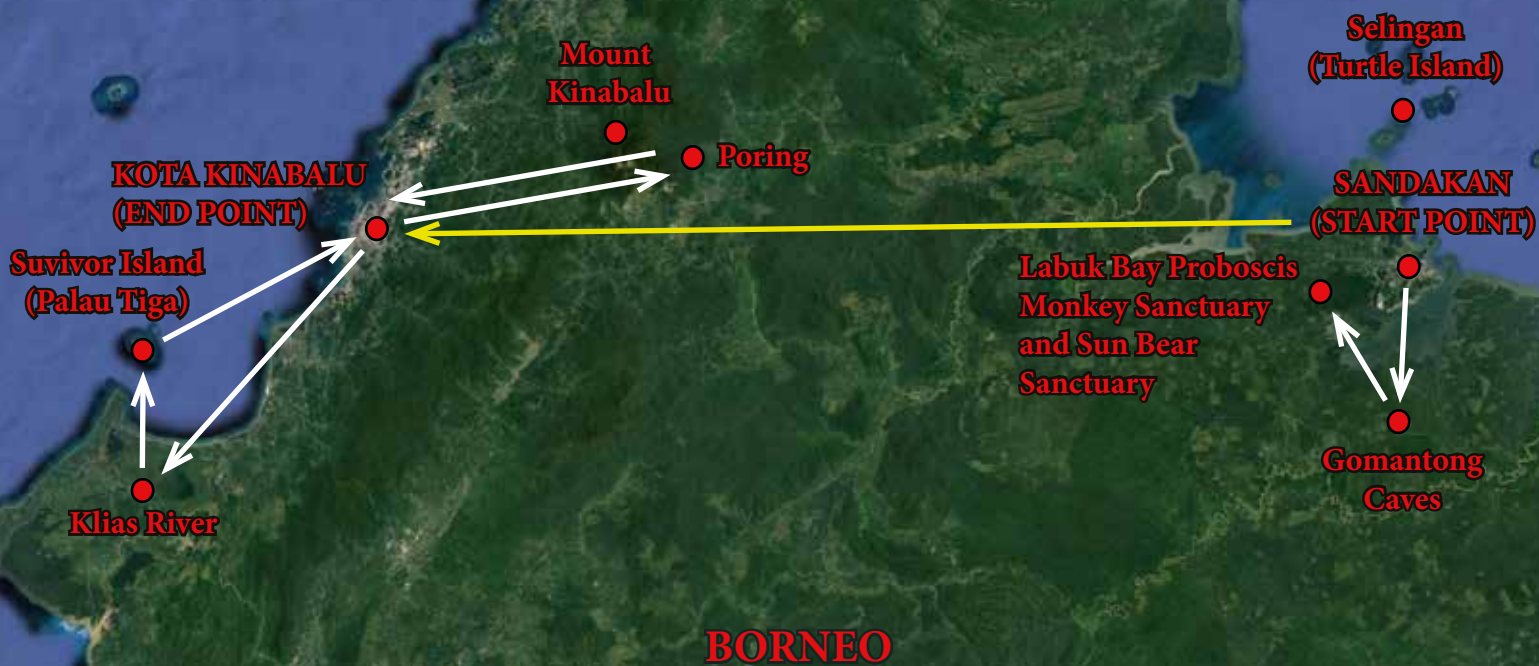 Mount
Kinabalu
Selingan
(Turtle Island)
Poring
KOTA KINABALU
(END POINT)
SANDAKAN
(START POINT)
Suvivor Island
(Palau Tiga)
Labuk Bay Proboscis
Monkey Sanctuary
and Sun Bear
Sanctuary
Gomantong
Caves
Klias River
BORNEO